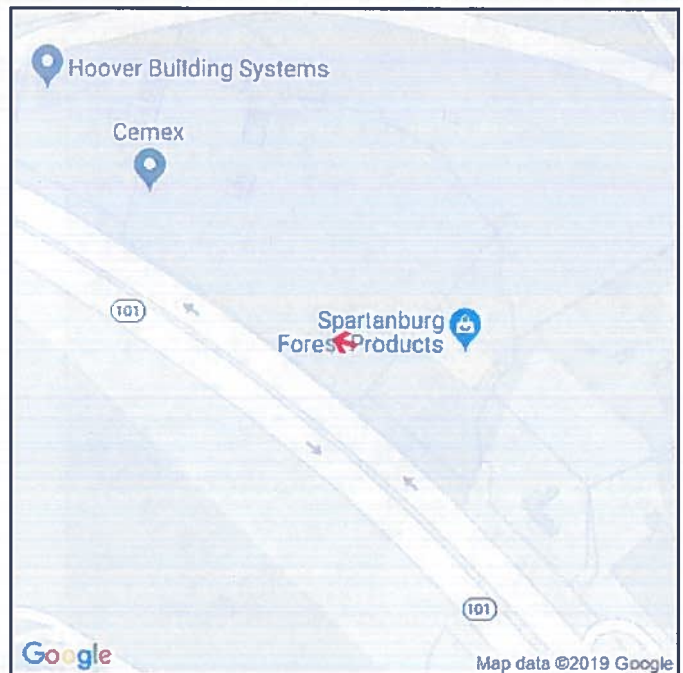 Hoover Building Systems
Cemex
101
Spartanburg
Forest Products
101
Google
Map data ©2019 Google